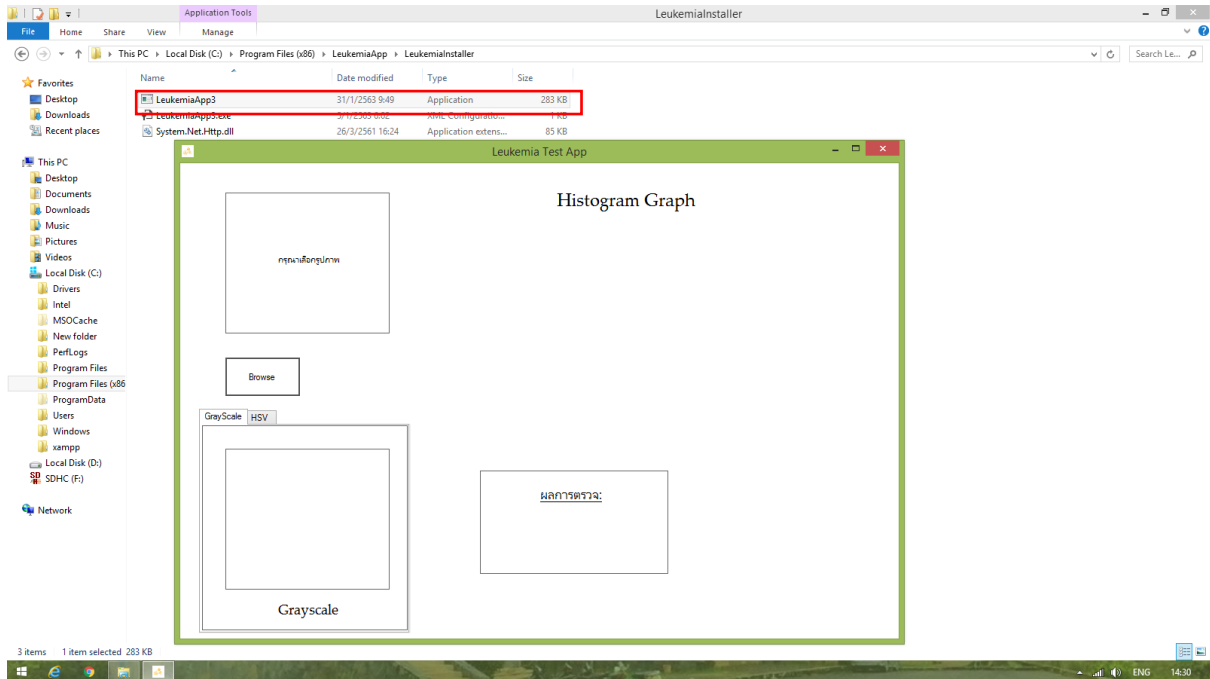 Application Tools
LeukemiaInstaller
File Home Share View Manage
This PC Local Disk (C:) Program Files (x86) LeukemiaApp LeukemiaInstaller
Search Le...
Name Date modified Type Size
LeukemiaApp3 31/1/2563 9:49 Application 283 KB
LeukemiaApp3.exe 1 KB
System.Net.Http.dll 26/3/2561 16:24 Application extens... 85 KB
Favorites
Desktop
Downloads
Recent places
This PC
Desktop
Documents
Downloads
Music
Pictures
Videos
Local Disk (C:)
Drivers
Intel
MSOCache
New folder
PerfLogs
Program Files
Program Files (x86
ProgramData
Users
Windows
xampp
Local Disk (D:)
SDHC (F:)
Network
Leukemia Test App
Histogram Graph
กรุณาเลือกรูปภาพ
Browse
GrayScale HSV
ผลการตรวจ:
Grayscale
3 items 1 item selected 283 KB
ENG 14:30